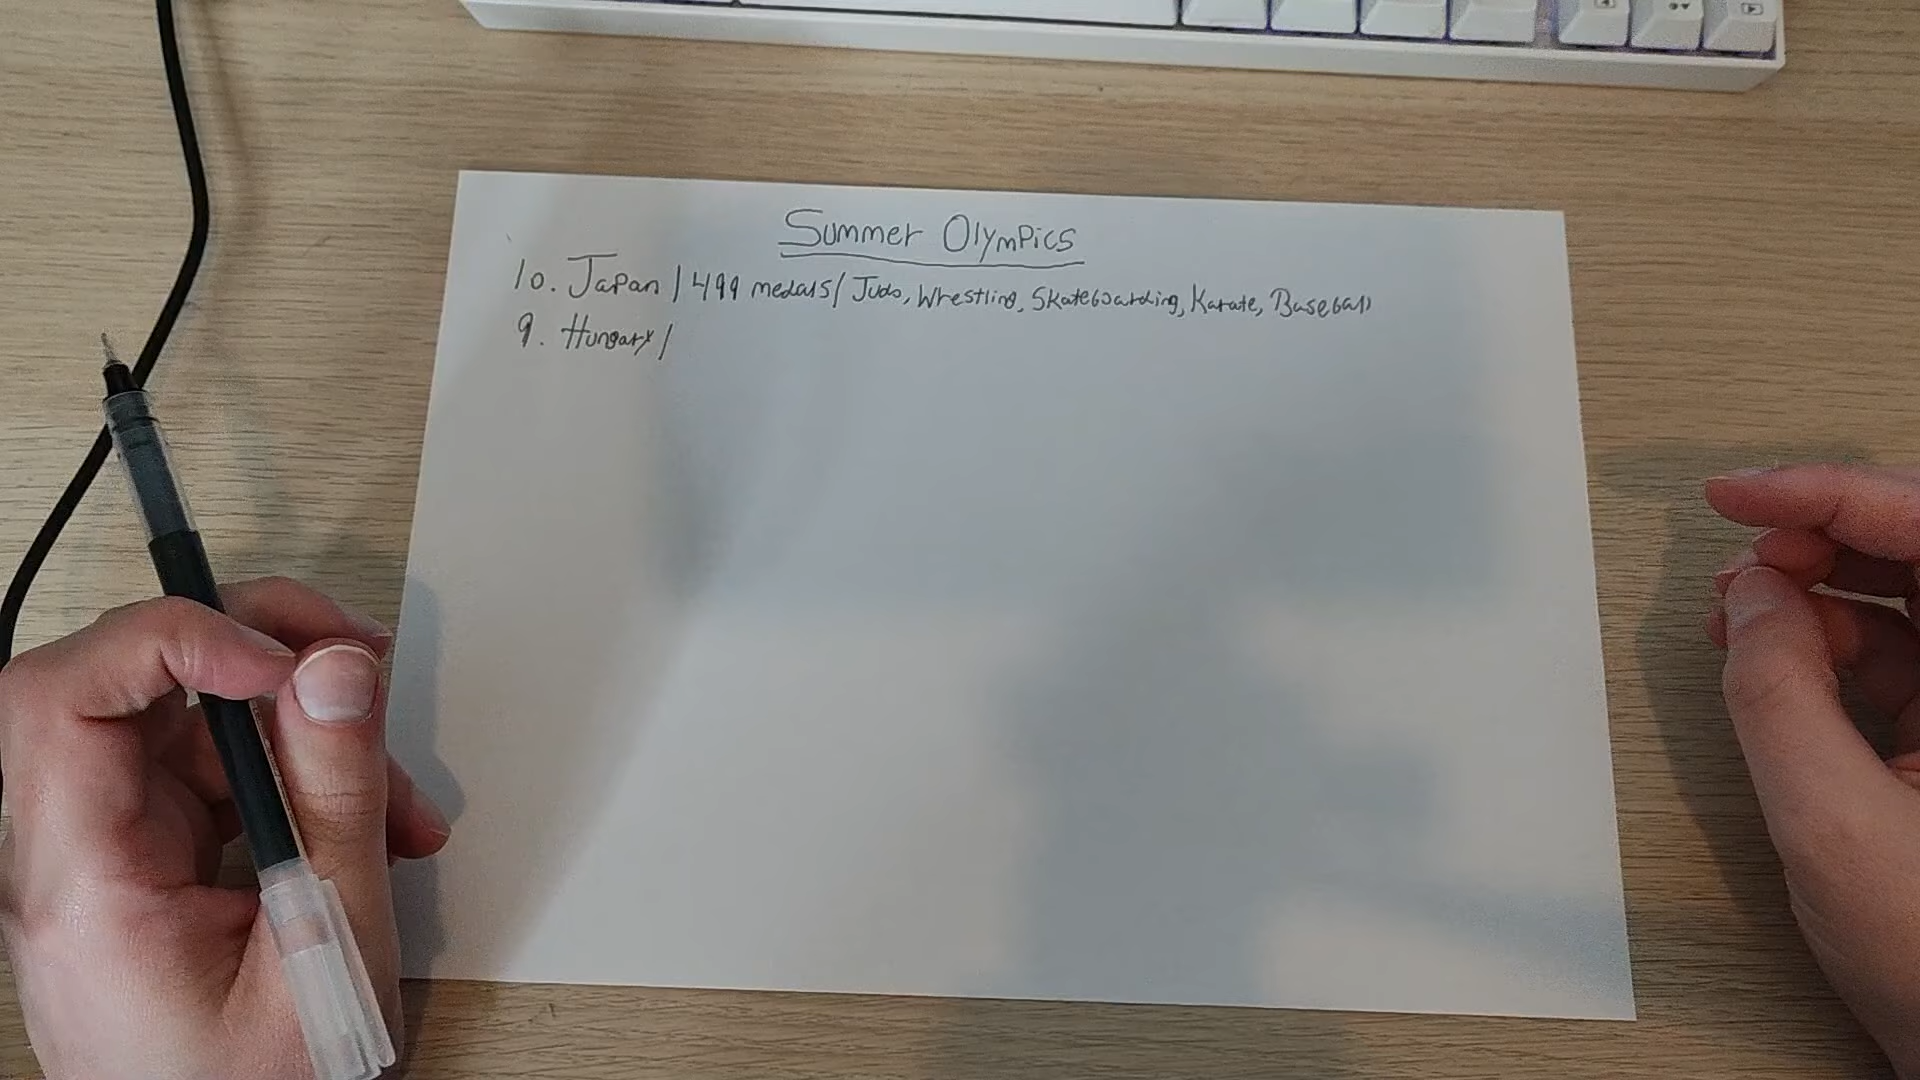 Summer Olympics
10. Japan / 499 medals / Judo, Wrestling, Skateboarding, Karate, Baseball
9. Hungary /